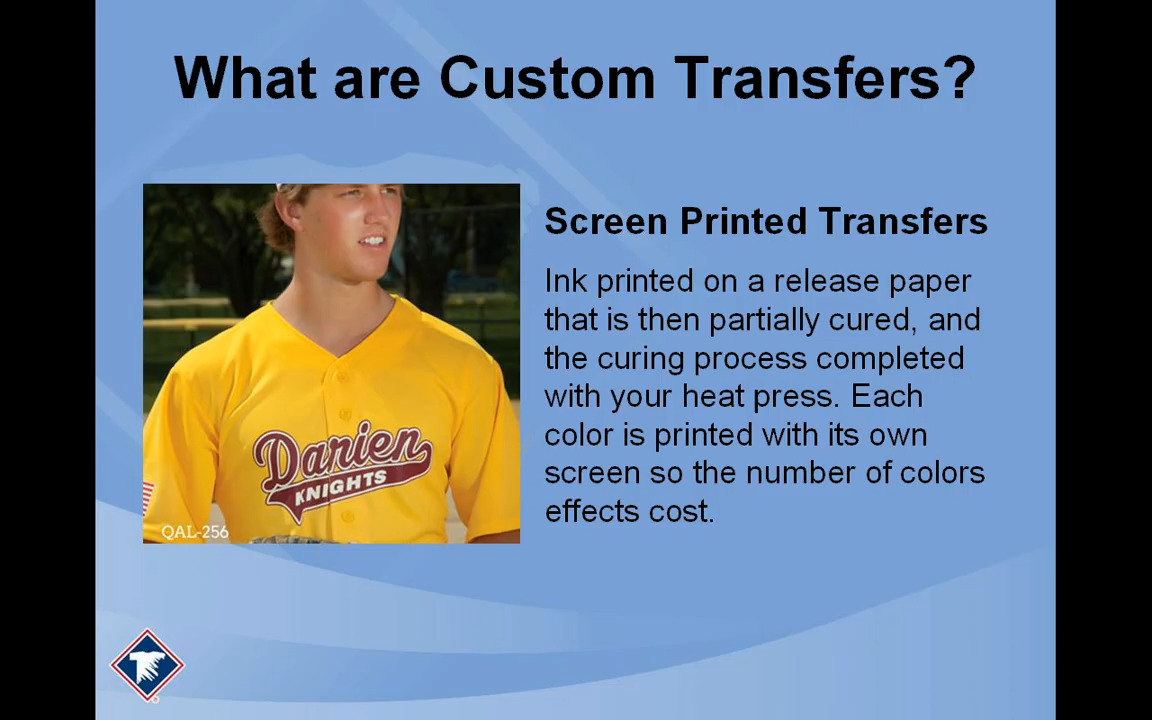 What are Custom Transfers?
Screen Printed Transfers
Ink printed on a release paper
that is then partially cured, and
the curing process completed
with your heat press. Each
color is printed with its own
screen so the number of colors
effects cost.
Darien
KNIGHTS
QAL-256